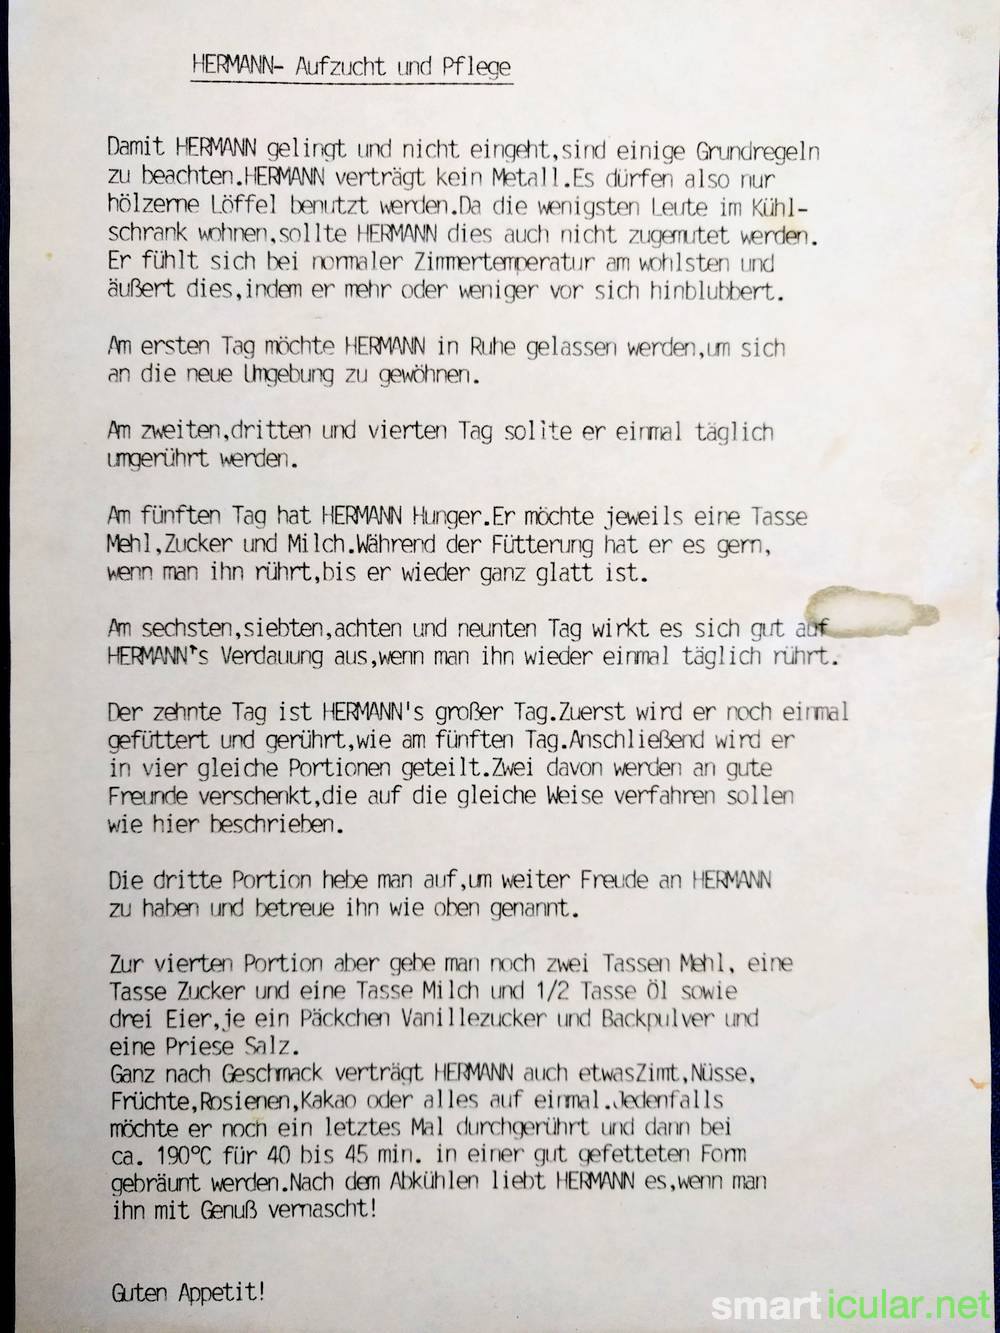 HERMANN- Aufzucht und Pflege
Damit HERMANN gelingt und nicht eingeht,sind einige Grundregeln
zu beachten.HERMANN verträgt kein Metall.Es dürfen also nur
hölzerne Löffel benutzt werden.Da die wenigsten Leute im Kühl-
schrank wohnen,sollte HERMANN dies auch nicht zugemutet werden.
Er fühlt sich bei normaler Zimmertemperatur am wohlsten und
äußert dies,indem er mehr oder weniger vor sich hinblubbert.
Am ersten Tag möchte HERMANN in Ruhe gelassen werden,um sich
an die neue Umgebung zu gewöhnen.
Am zweiten,dritten und vierten Tag sollte er einmal täglich
umgerührt werden.
Am fünften Tag hat HERMANN Hunger.Er möchte jeweils eine Tasse
Mehl,Zucker und Milch.Während der Fütterung hat er es gern,
wenn man ihn rührt,bis er wieder ganz glatt ist.
Am sechsten,siebten,achten und neunten Tag wirkt es sich gut auf
HERMANN's Verdauung aus,wenn man ihn wieder einmal täglich rührt.
Der zehnte Tag ist HERMANN's großer Tag.Zuerst wird er noch einmal
gefüttert und gerührt,wie am fünften Tag.Anschließend wird er
in vier gleiche Portionen geteilt.Zwei davon werden an gute
Freunde verschenkt,die auf die gleiche Weise verfahren sollen
wie hier beschrieben.
Die dritte Portion hebe man auf,um weiter Freude an HERMANN
zu haben und betreue ihn wie oben genannt.
Zur vierten Portion aber gebe man noch zwei Tassen Mehl, eine
Tasse Zucker und eine Tasse Milch und 1/2 Tasse Öl sowie
drei Eier,je ein Päckchen Vanillezucker und Backpulver und
eine Priese Salz.
Ganz nach Geschmack verträgt HERMANN auch etwasZimt,Nüsse,
Früchte,Rosienen,Kakao oder alles auf einmal.Jedenfalls
möchte er noch ein letztes Mal durchgerührt und dann bei
ca. 190°C für 40 bis 45 min. in einer gut gefetteten Form
gebräunt werden.Nach dem Abkühlen liebt HERMANN es,wenn man
ihn mit Genuß vernascht!
Guten Appetit!
smarticular.net